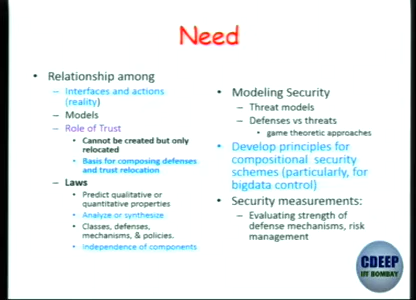 Need
• Relationship among
– Interfaces and actions
(reality)
– Models
– Role of Trust
• Cannot be created but only
relocated
• Basis for composing defenses
and trust relocation
– Laws
• Predict qualitative or
quantitative properties
• Analyze or synthesize
• Classes, defenses,
mechanisms, & policies.
• Independence of components
• Modeling Security
– Threat models
– Defenses vs threats
• game theoretic approaches
• Develop principles for
compositional security
schemes (particularly, for
bigdata control)
• Security measurements:
– Evaluating strength of
defense mechanisms, risk
management
CDEEP
IIT BOMBAY